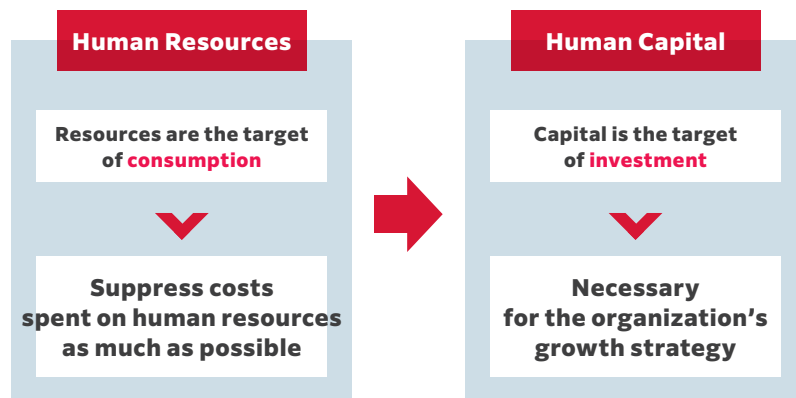 Human Resources
Resources are the target
of consumption
Suppress costs
spent on human resources
as much as possible
Human Capital
Capital is the target
of investment
Necessary
for the organization’s
growth strategy